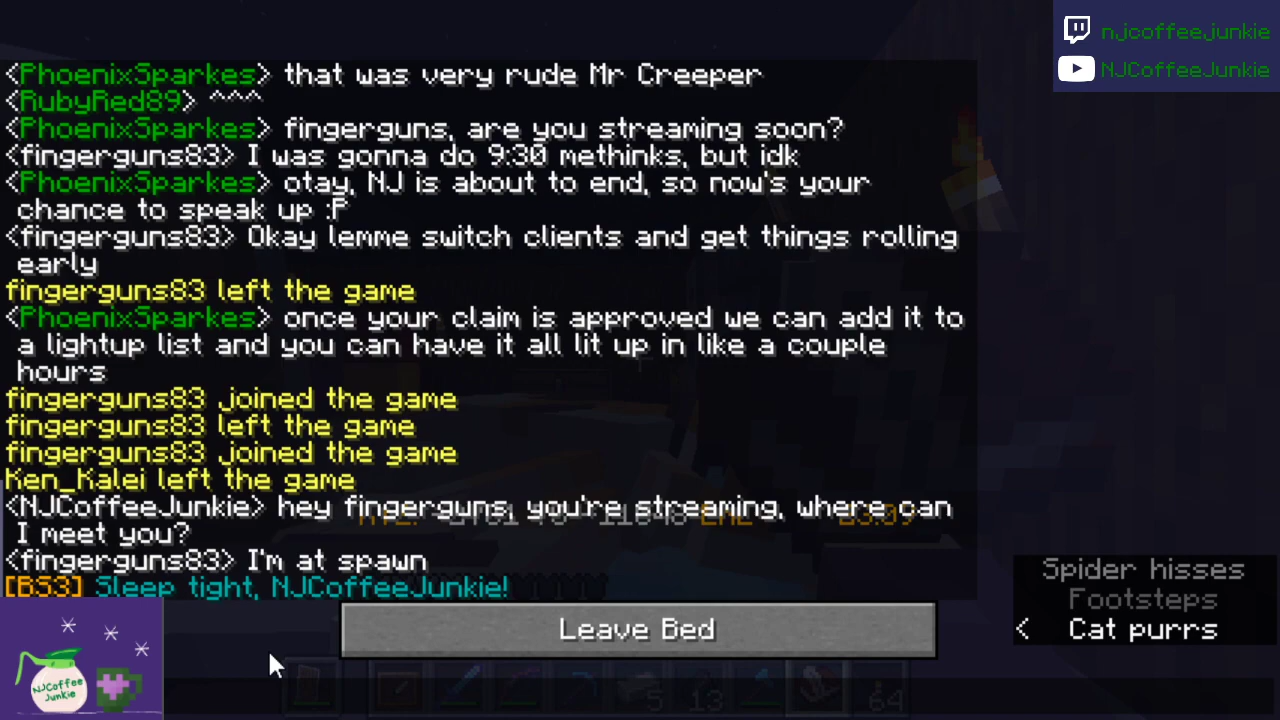 njcoffeejunkie
NJCoffeeJunkie
<PhoenixSparkes> that was very rude Mr Creeper
<RubyRed89> ^^^^
<PhoenixSparkes> fingerguns, are you streaming soon?
<fingerguns83> I was gonna do 9:30 methinks, but idk
<PhoenixSparkes> otay, NJ is about to end, so now's your
chance to speak up :P
<fingerguns83> Okay lemme switch clients and get things rolling
early
fingerguns83 left the game
<PhoenixSparkes> once your claim is approved we can add it to
a lightup list and you can have it all lit up in like a couple
hours
fingerguns83 joined the game
fingerguns83 left the game
fingerguns83 joined the game
Ken_Kalei left the game
<NJCoffeeJunkie> hey fingerguns, you're streaming, where can
I meet you?
<fingerguns83> I'm at spawn
[BS3] Sleep tight, NJCoffeeJunkie!
Spider hisses
Footsteps
< Cat purrs
Leave Bed
NJCoffee
Junkie
5 13 64